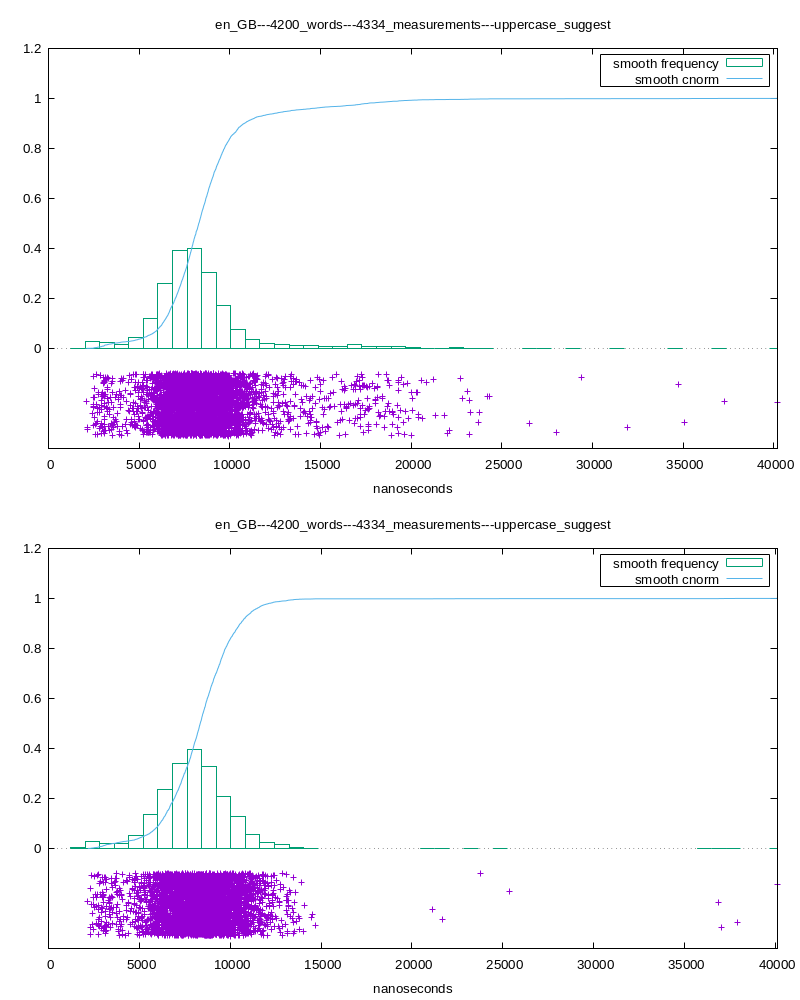 en_GB---4200_words---4334_measurements---uppercase_suggest
1.2
smooth frequency
smooth cnorm
1
0.8
0.6
0.4
0.2
0
0 5000 10000 15000 20000 25000 30000 35000 40000
nanoseconds
en_GB---4200_words---4334_measurements---uppercase_suggest
1.2
smooth frequency
smooth cnorm
1
0.8
0.6
0.4
0.2
0
0 5000 10000 15000 20000 25000 30000 35000 40000
nanoseconds